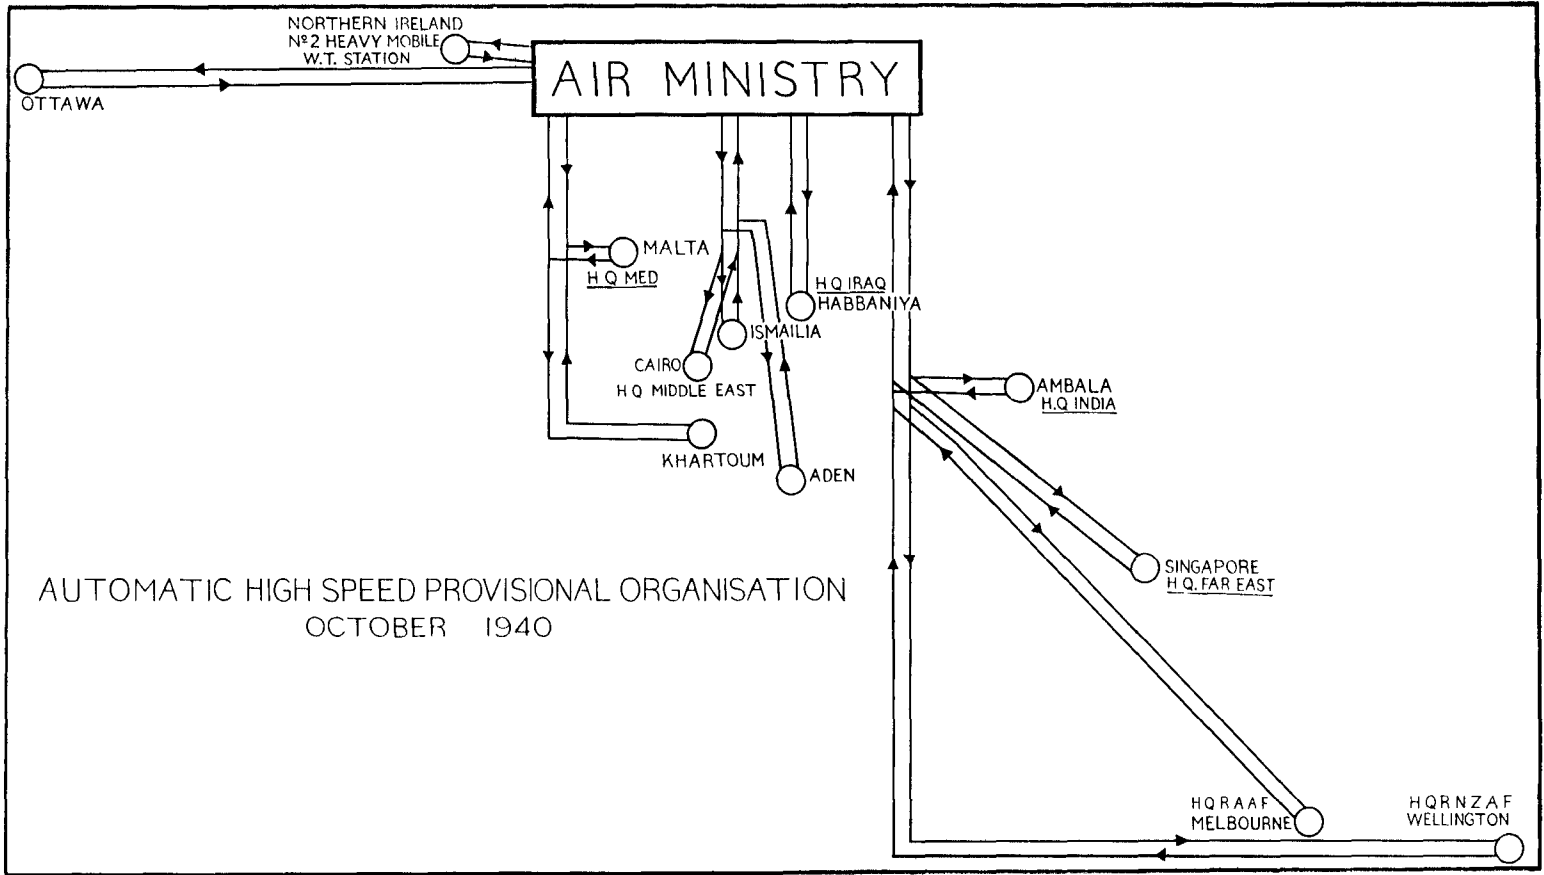 NORTHERN IRELAND
Nº2 HEAVY MOBILE
W.T. STATION
AIR MINISTRY
OTTAWA
MALTA
H Q MED
H Q IRAQ
HABBANIYA
ISMAILIA
CAIRO
H Q MIDDLE EAST
AMBALA
H.Q INDIA
KHARTOUM
ADEN
SINGAPORE
H.Q. FAR EAST
AUTOMATIC HIGH SPEED PROVISIONAL ORGANISATION
OCTOBER 1940
H Q R A A F
MELBOURNE
H Q R N Z A F
WELLINGTON